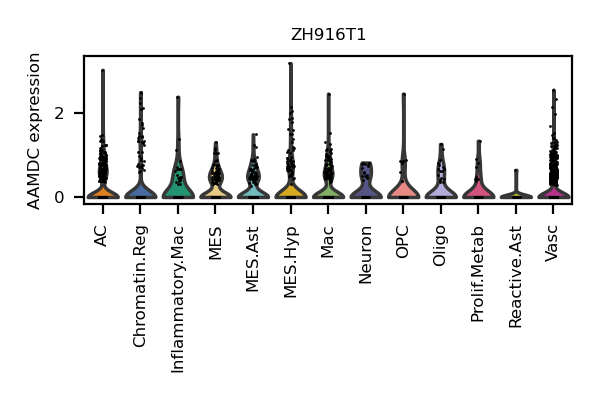 ZH916T1
AAMDC expression
2
0
AC
Chromatin.Reg
Inflammatory.Mac
MES
MES.Ast
MES.Hyp
Mac
Neuron
OPC
Oligo
Prolif.Metab
Reactive.Ast
Vasc